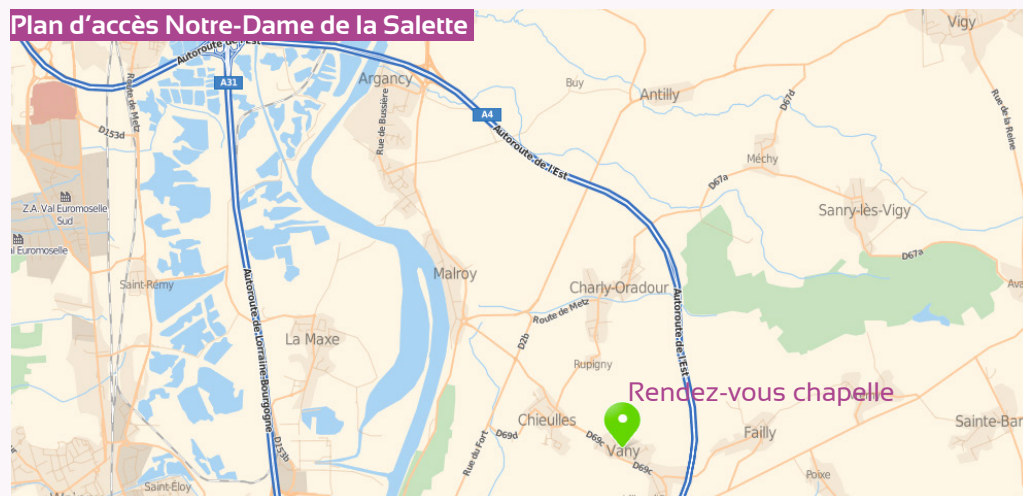 Plan d'accès Notre-Dame de la Salette
Vigy
Autoroute de l'Est
Argancy
Buy
Antilly
A31
A4
D67d
Route de Metz
Rue de Bussière
Rue de la Reine
D153d
Autoroute de l'Est
Méchy
D67a
Z.A. Val Euromoselle
Sud
Sanry-lès-Vigy
l Euromoselle
D67a
Malroy
Saint-Rémy
Charly-Oradour
Autoroute de Lorraine-Bourgogne
Autoroute de l'Est
Route de Metz
La Maxe
D2b
Rupigny
Rendez-vous chapelle
Chieulles
Sainte-Bar
D69d
D69c
Failly
Vany
Rue du Fort
D153b
D69c
Poixe
Saint-Éloy